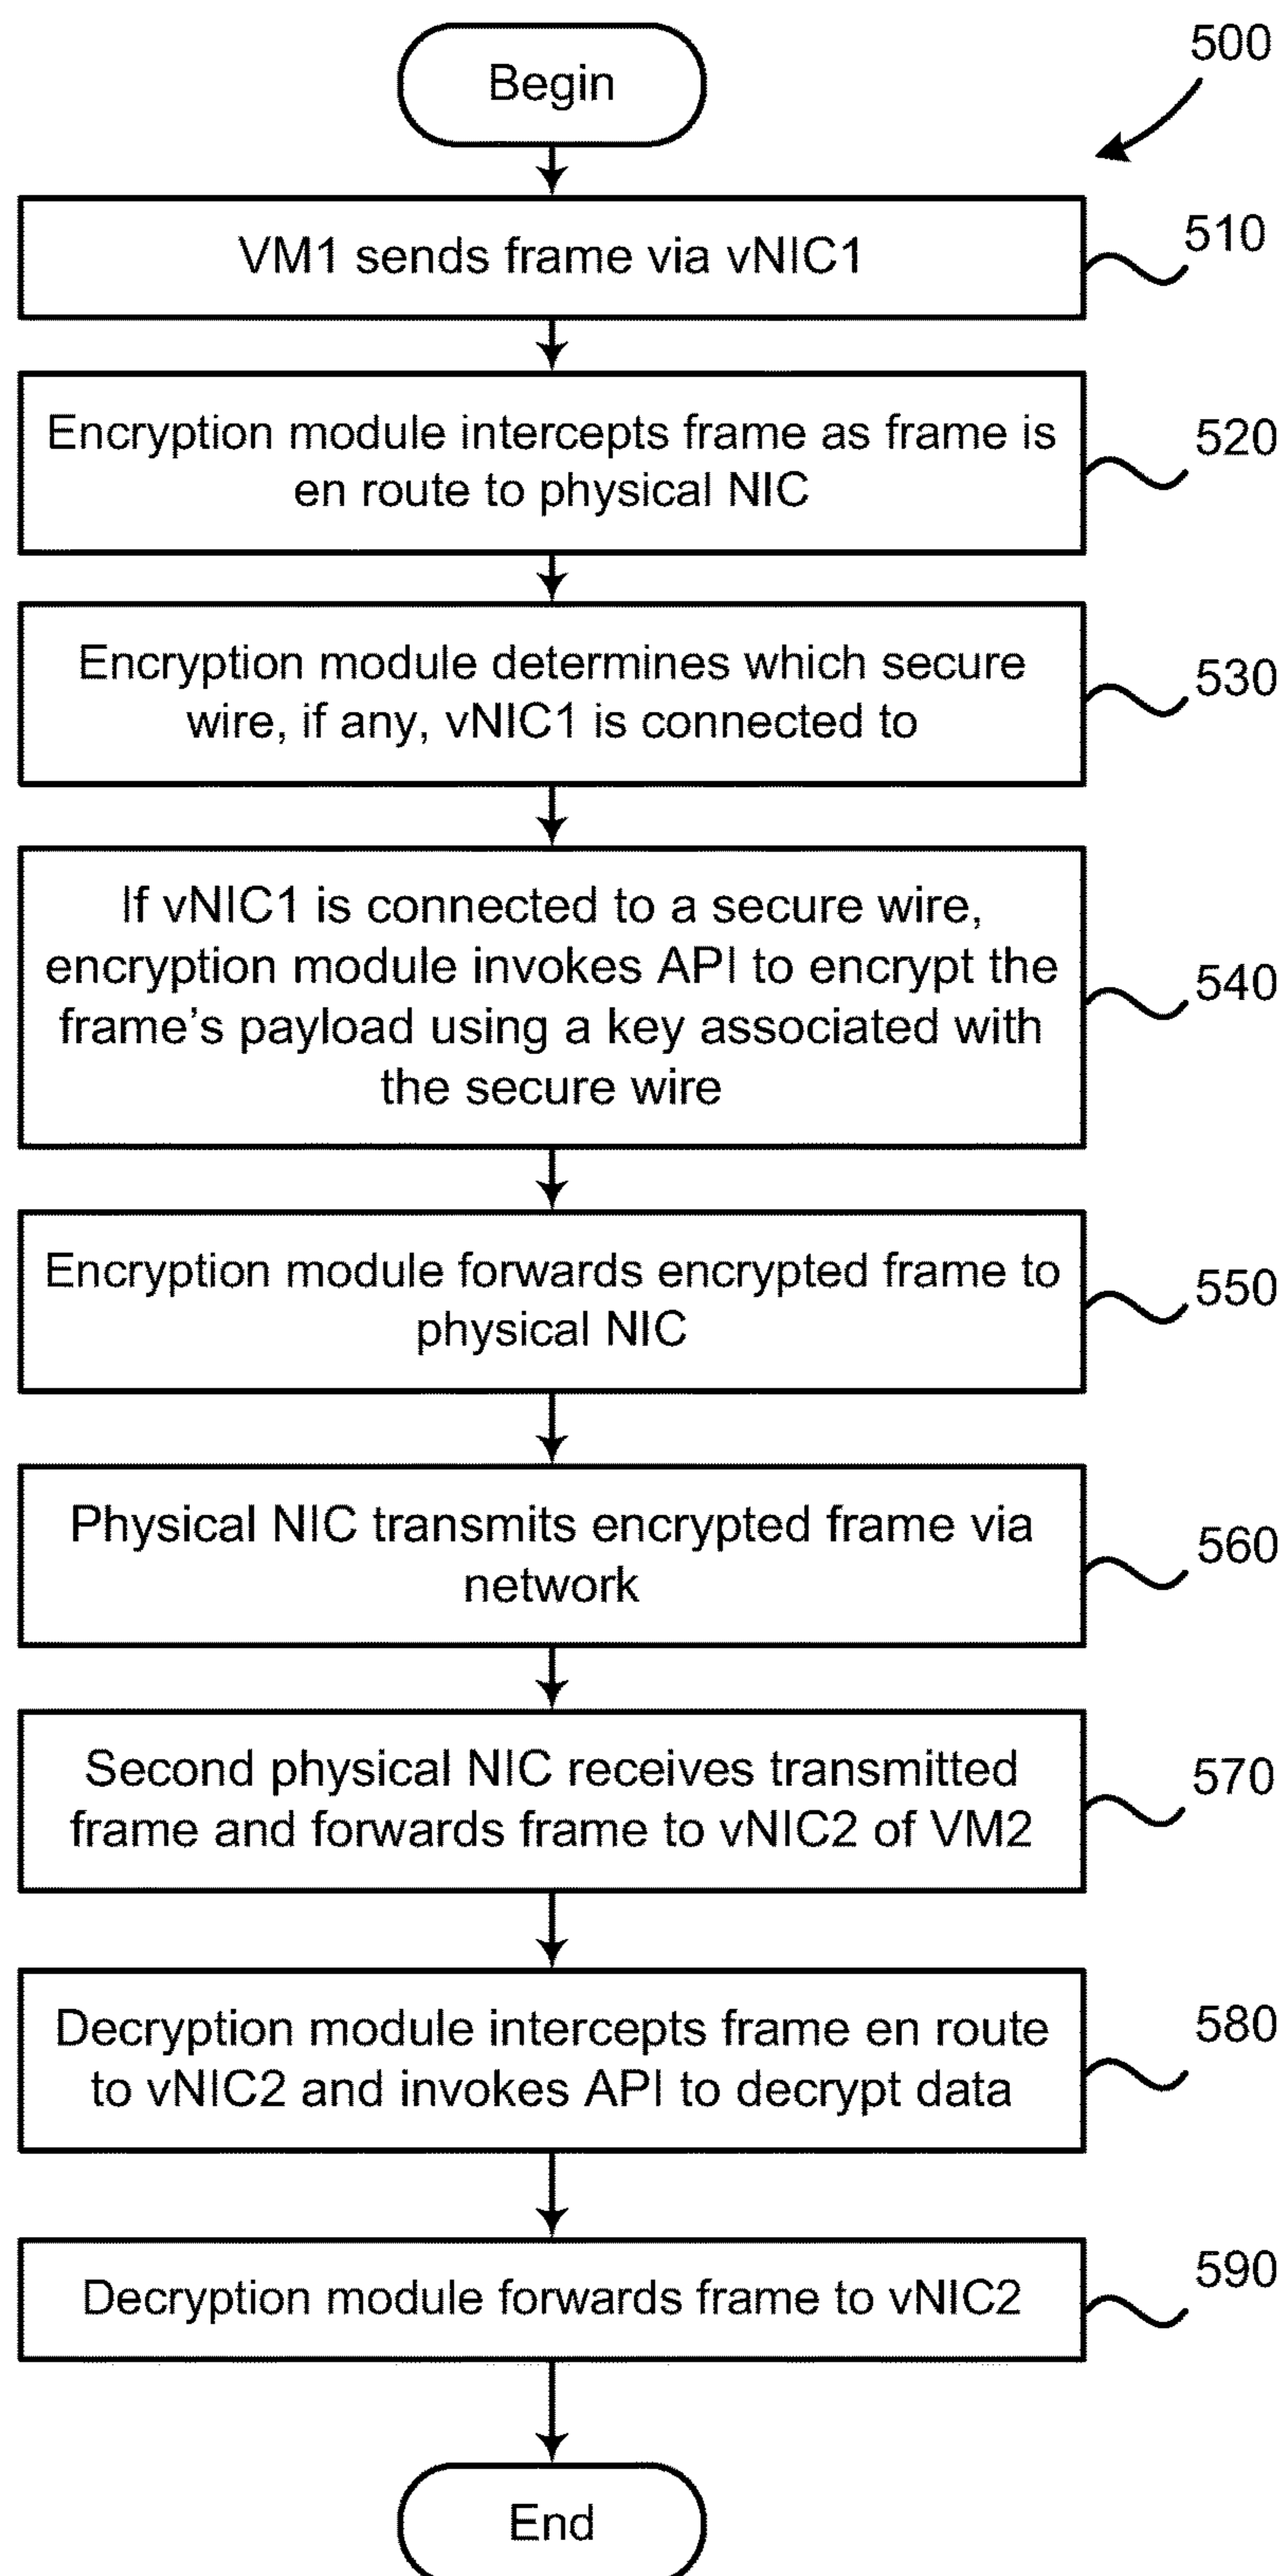 Begin
500
VM1 sends frame via vNIC1
510
Encryption module intercepts frame as frame is
en route to physical NIC
520
Encryption module determines which secure
wire, if any, vNIC1 is connected to
530
If vNIC1 is connected to a secure wire,
encryption module invokes API to encrypt the
frame’s payload using a key associated with
the secure wire
540
Encryption module forwards encrypted frame to
physical NIC
550
Physical NIC transmits encrypted frame via
network
560
Second physical NIC receives transmitted
frame and forwards frame to vNIC2 of VM2
570
Decryption module intercepts frame en route
to vNIC2 and invokes API to decrypt data
580
Decryption module forwards frame to vNIC2
590
End